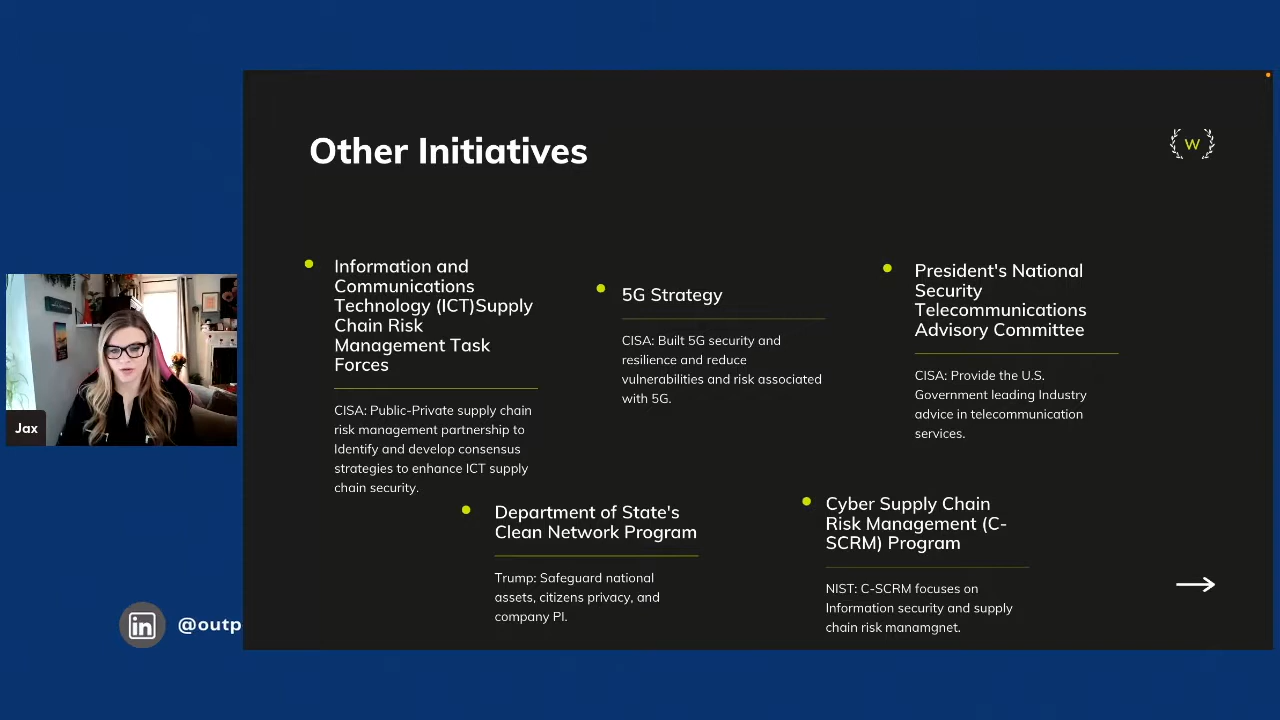 Other Initiatives
W
Information and
Communications
Technology (ICT)Supply
Chain Risk
Management Task
Forces
CISA: Public-Private supply chain
risk management partnership to
Identify and develop consensus
strategies to enhance ICT supply
chain security.
5G Strategy
CISA: Built 5G security and
resilience and reduce
vulnerabilities and risk associated
with 5G.
President's National
Security
Telecommunications
Advisory Committee
CISA: Provide the U.S.
Government leading Industry
advice in telecommunication
services.
Department of State's
Clean Network Program
Trump: Safeguard national
assets, citizens privacy, and
company PI.
Cyber Supply Chain
Risk Management (C-
SCRM) Program
NIST: C-SCRM focuses on
Information security and supply
chain risk manamgnet.
Jax
in
@outp